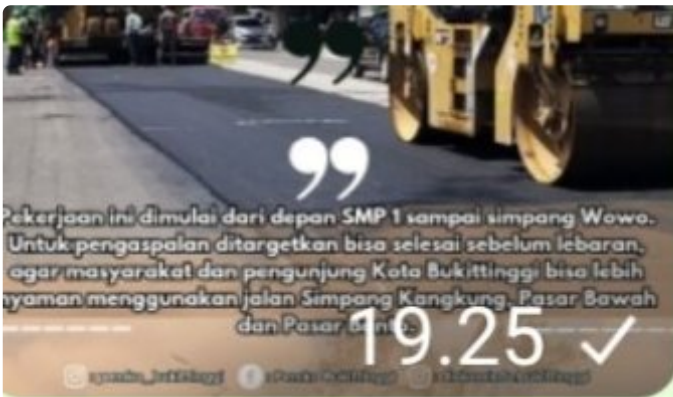 ”
”
Pekerjaan ini dimulai dari depan SMP 1 sampai simpang Wowo.
Untuk pengaspalan ditargetkan bisa selesai sebelum lebaran,
agar masyarakat dan pengunjung Kota Bukittinggi bisa lebih
nyaman menggunakan jalan Simpang Kangkung, Pasar Bawah
dan Pasar
19.25 ✓